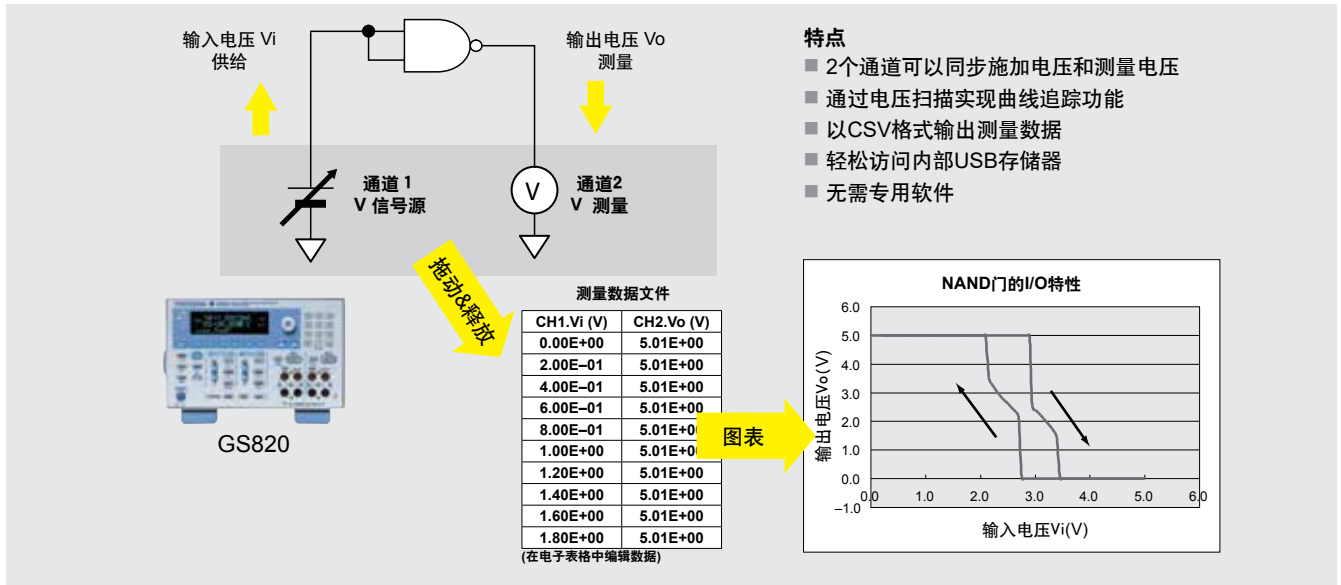 输入电压 Vi
供给
输出电压 Vo
测量
通道 1
V 信号源
V
通道2
V 测量
拖动&释放
GS820
测量数据文件
CH1.Vi (V) CH2.Vo (V)
0.00E+00 5.01E+00
2.00E–01 5.01E+00
4.00E–01 5.01E+00
6.00E–01 5.01E+00
8.00E–01 5.01E+00
1.00E+00 5.01E+00
1.20E+00 5.01E+00
1.40E+00 5.01E+00
1.60E+00 5.01E+00
1.80E+00 5.01E+00
(在电子表格中编辑数据)
图表
特点
■ 2个通道可以同步施加电压和测量电压
■ 通过电压扫描实现曲线追踪功能
■ 以CSV格式输出测量数据
■ 轻松访问内部USB存储器
■ 无需专用软件
NAND门的I/O特性
输出电压Vo(V)
6.0
5.0
4.0
3.0
2.0
1.0
0.0
–1.0
0.0 1.0 2.0 3.0 4.0 5.0 6.0
输入电压Vi(V)